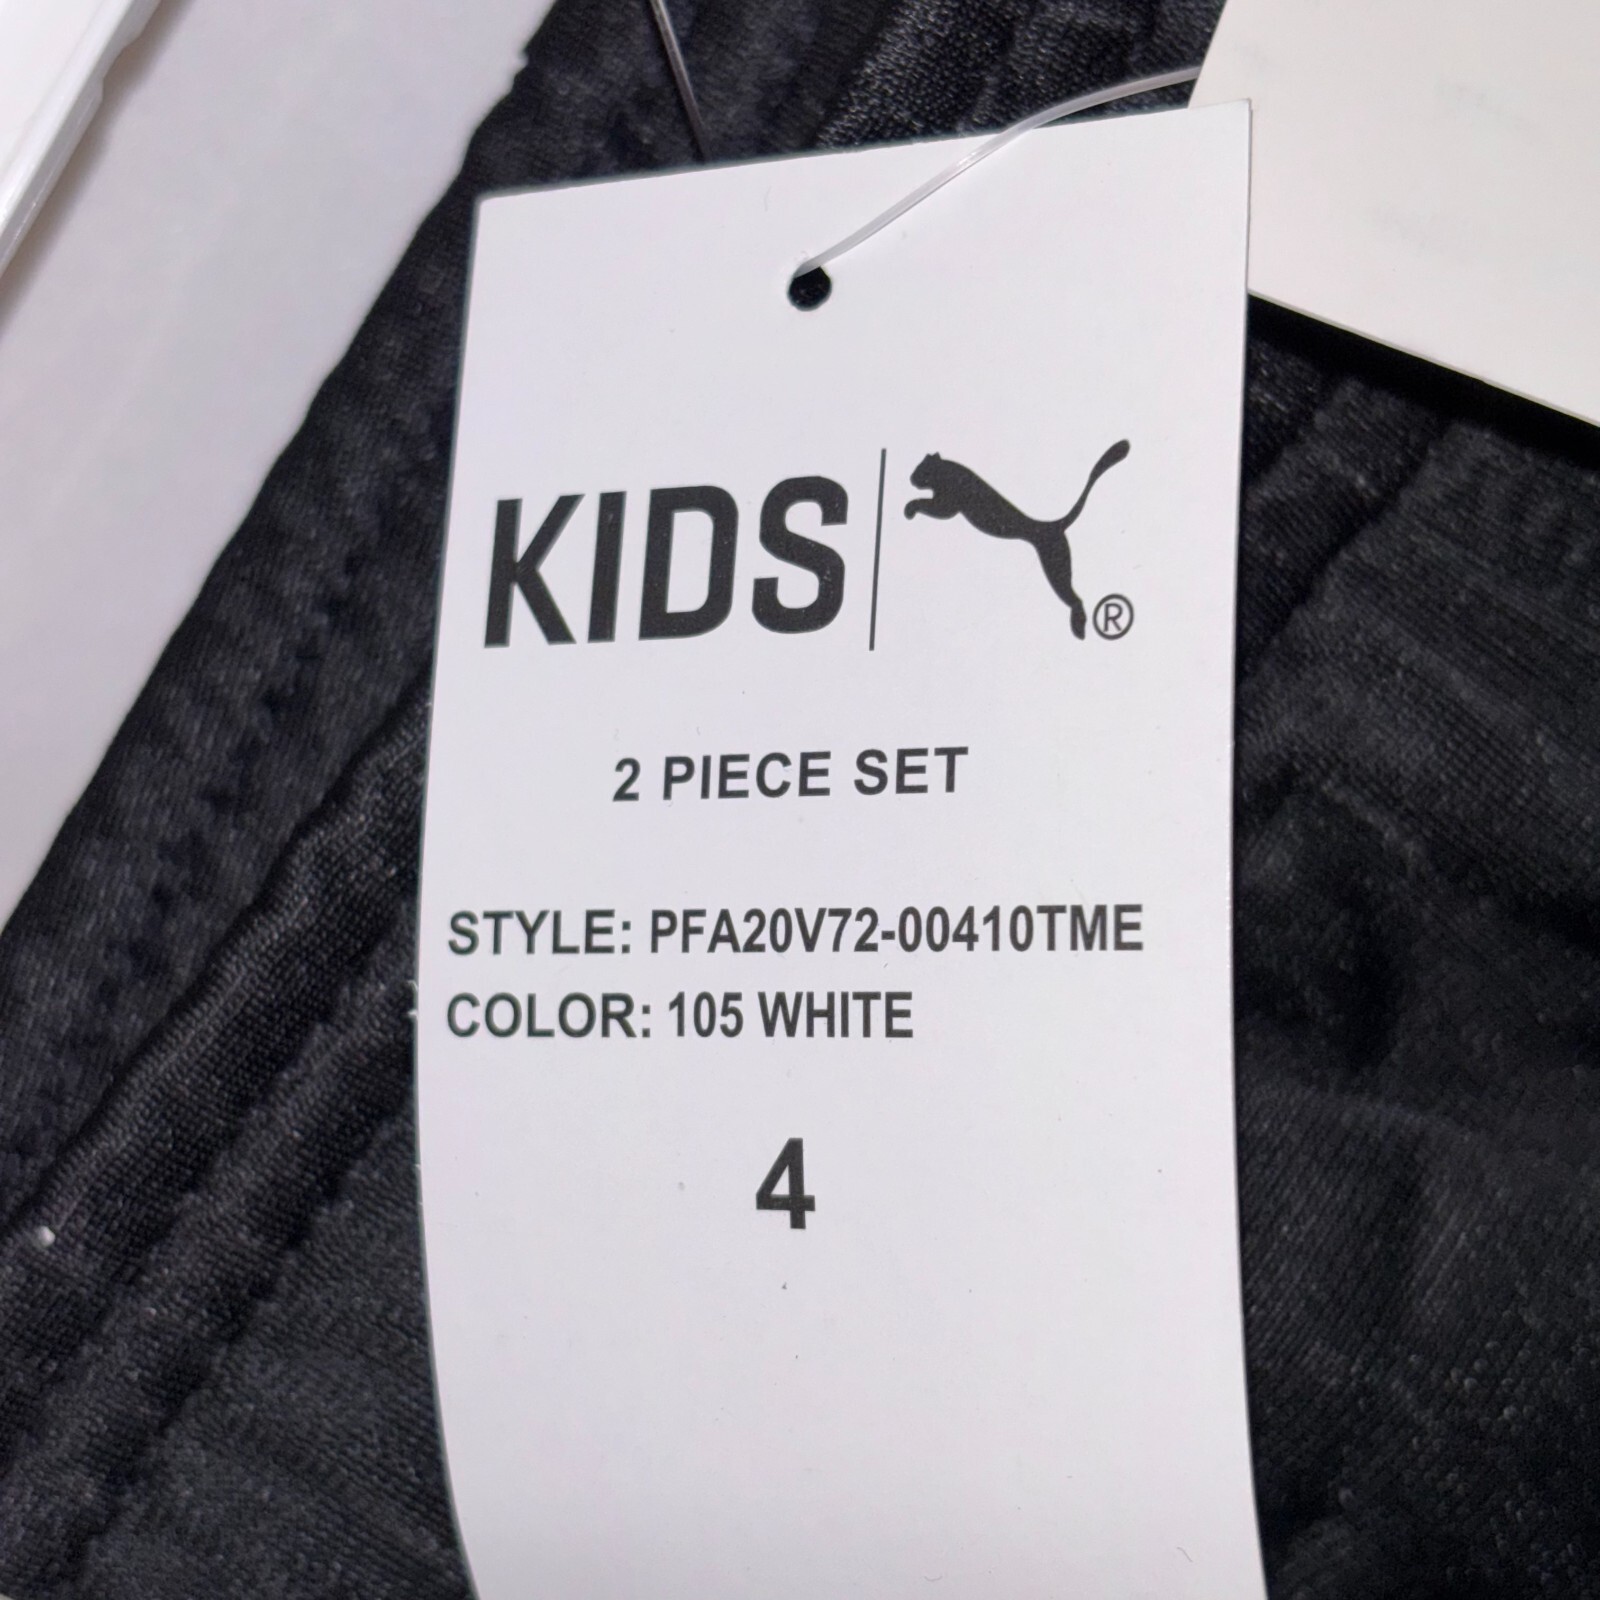 KIDS
®
2 PIECE SET
STYLE: PFA20V72-00410TME
COLOR: 105 WHITE
4